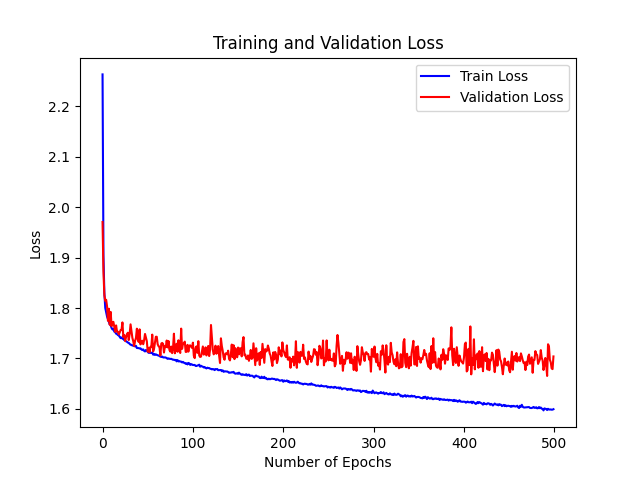 Training and Validation Loss
Train Loss
Validation Loss
2.2
2.1
2.0
1.9
1.8
1.7
1.6
Loss
0 100 200 300 400 500
Number of Epochs